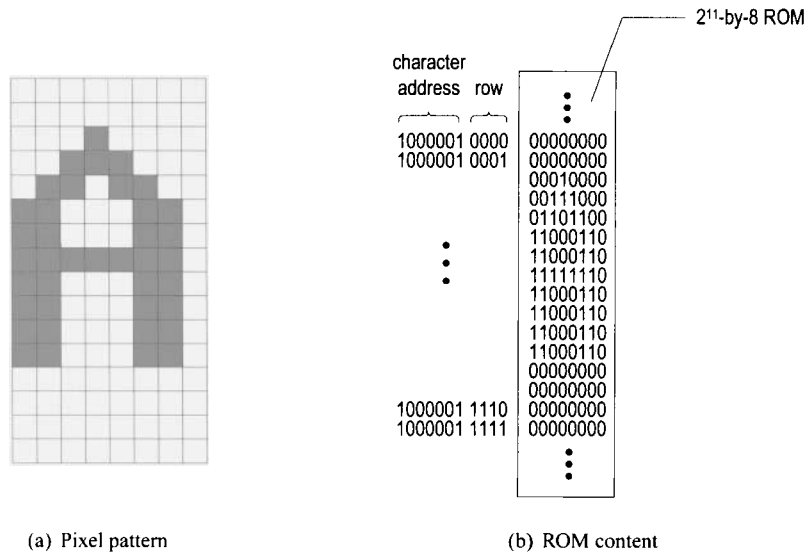 2¹¹-by-8 ROM
character
address row
1000001 0000 00000000
1000001 0001 00000000
00010000
00111000
01101100
11000110
11000110
11111110
11000110
11000110
11000110
11000110
00000000
00000000
1000001 1110 00000000
1000001 1111 00000000
(a) Pixel pattern
(b) ROM content